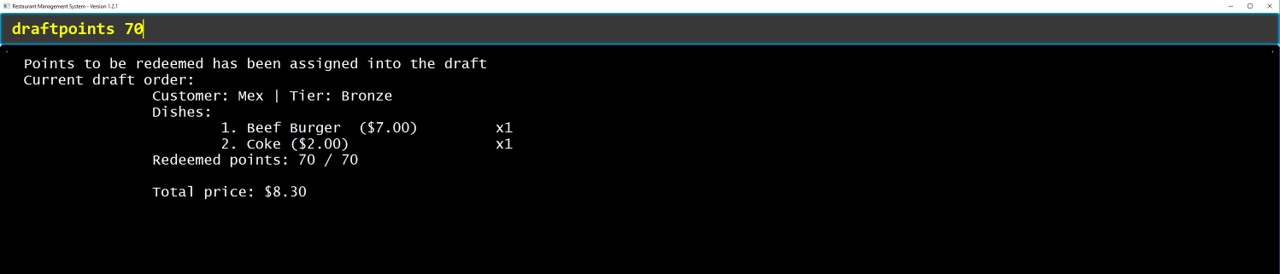 Restaurant Management System - Version 1.2.1
draftpoints 70
Points to be redeemed has been assigned into the draft
Current draft order:
Customer: Mex | Tier: Bronze
Dishes:
1. Beef Burger ($7.00) x1
2. Coke ($2.00) x1
Redeemed points: 70 / 70
Total price: $8.30